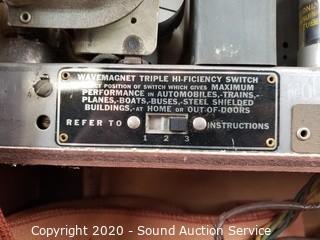 WAVEMAGNET TRIPLE HI-FICIENCY SWITCH
POSITION OF SWITCH WHICH GIVES MAXIMUM
PERFORMANCE IN AUTOMOBILES,-TRAINS,-
PLANES,-BOATS,-BUSES,-STEEL SHIELDED
BUILDINGS,-AT HOME OR OUT-OF-DOORS
REFER TO INSTRUCTIONS
1 2 3
Copyright 2020 - Sound Auction Service